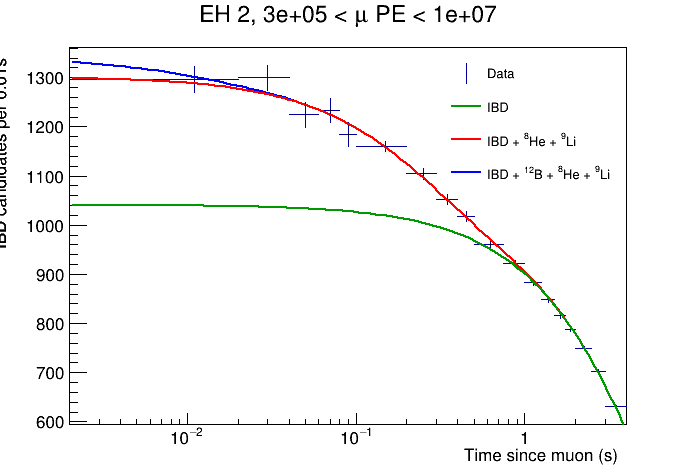 EH 2, 3e+05 < μ PE < 1e+07
IBD candidates per 0.01s
1300
1200
1100
1000
900
800
700
600
Data
IBD
IBD + ⁸He + ⁹Li
IBD + ¹²B + ⁸He + ⁹Li
10⁻²
10⁻¹
1
Time since muon (s)